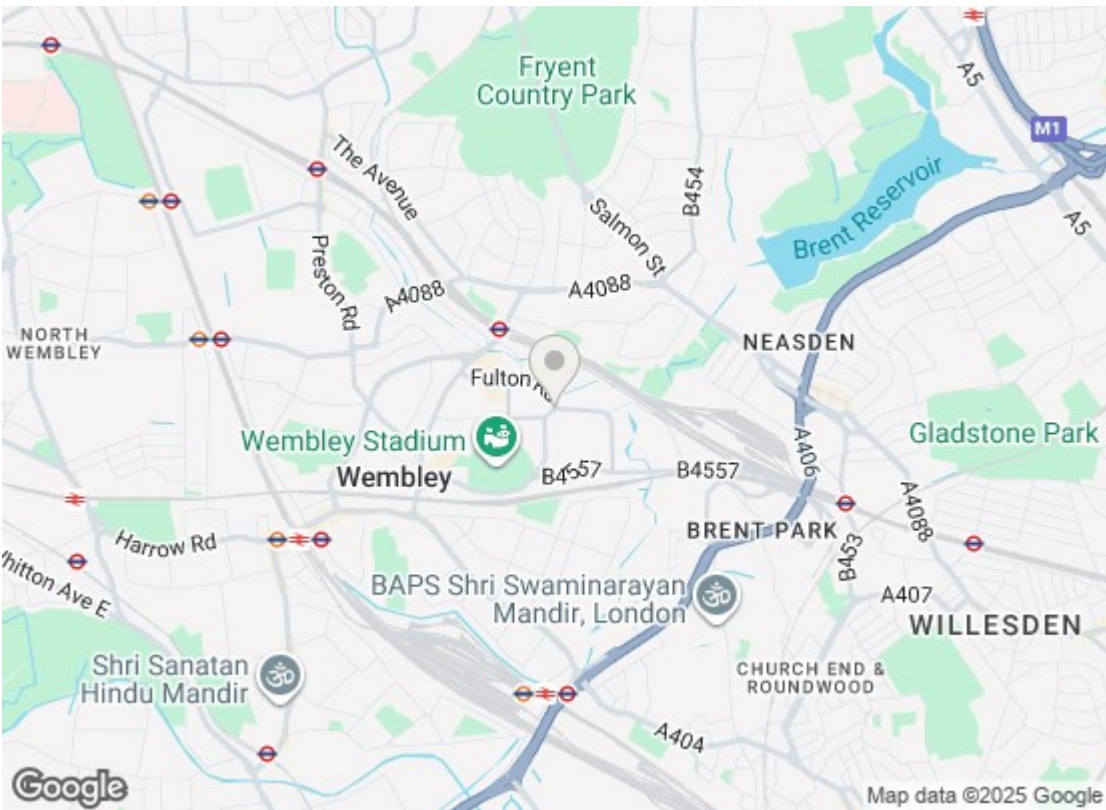 Fryent
Country Park
A5
M1
The Avenue
B454
Brent Reservoir
Salmon St
A5
Preston Rd
A4088
A4088
NORTH
WEMBLEY
NEASDEN
Fulton
Wembley Stadium
Wembley
Gladstone Park
A406
B4557
B4557
A4088
BRENT PARK
Harrow Rd
B453
Whitton Ave E
BAPS Shri Swaminarayan
Mandir, London
A407
WILLESDEN
Shri Sanatan
Hindu Mandir
CHURCH END &
ROUNDWOOD
A404
Google
Map data ©2025 Google